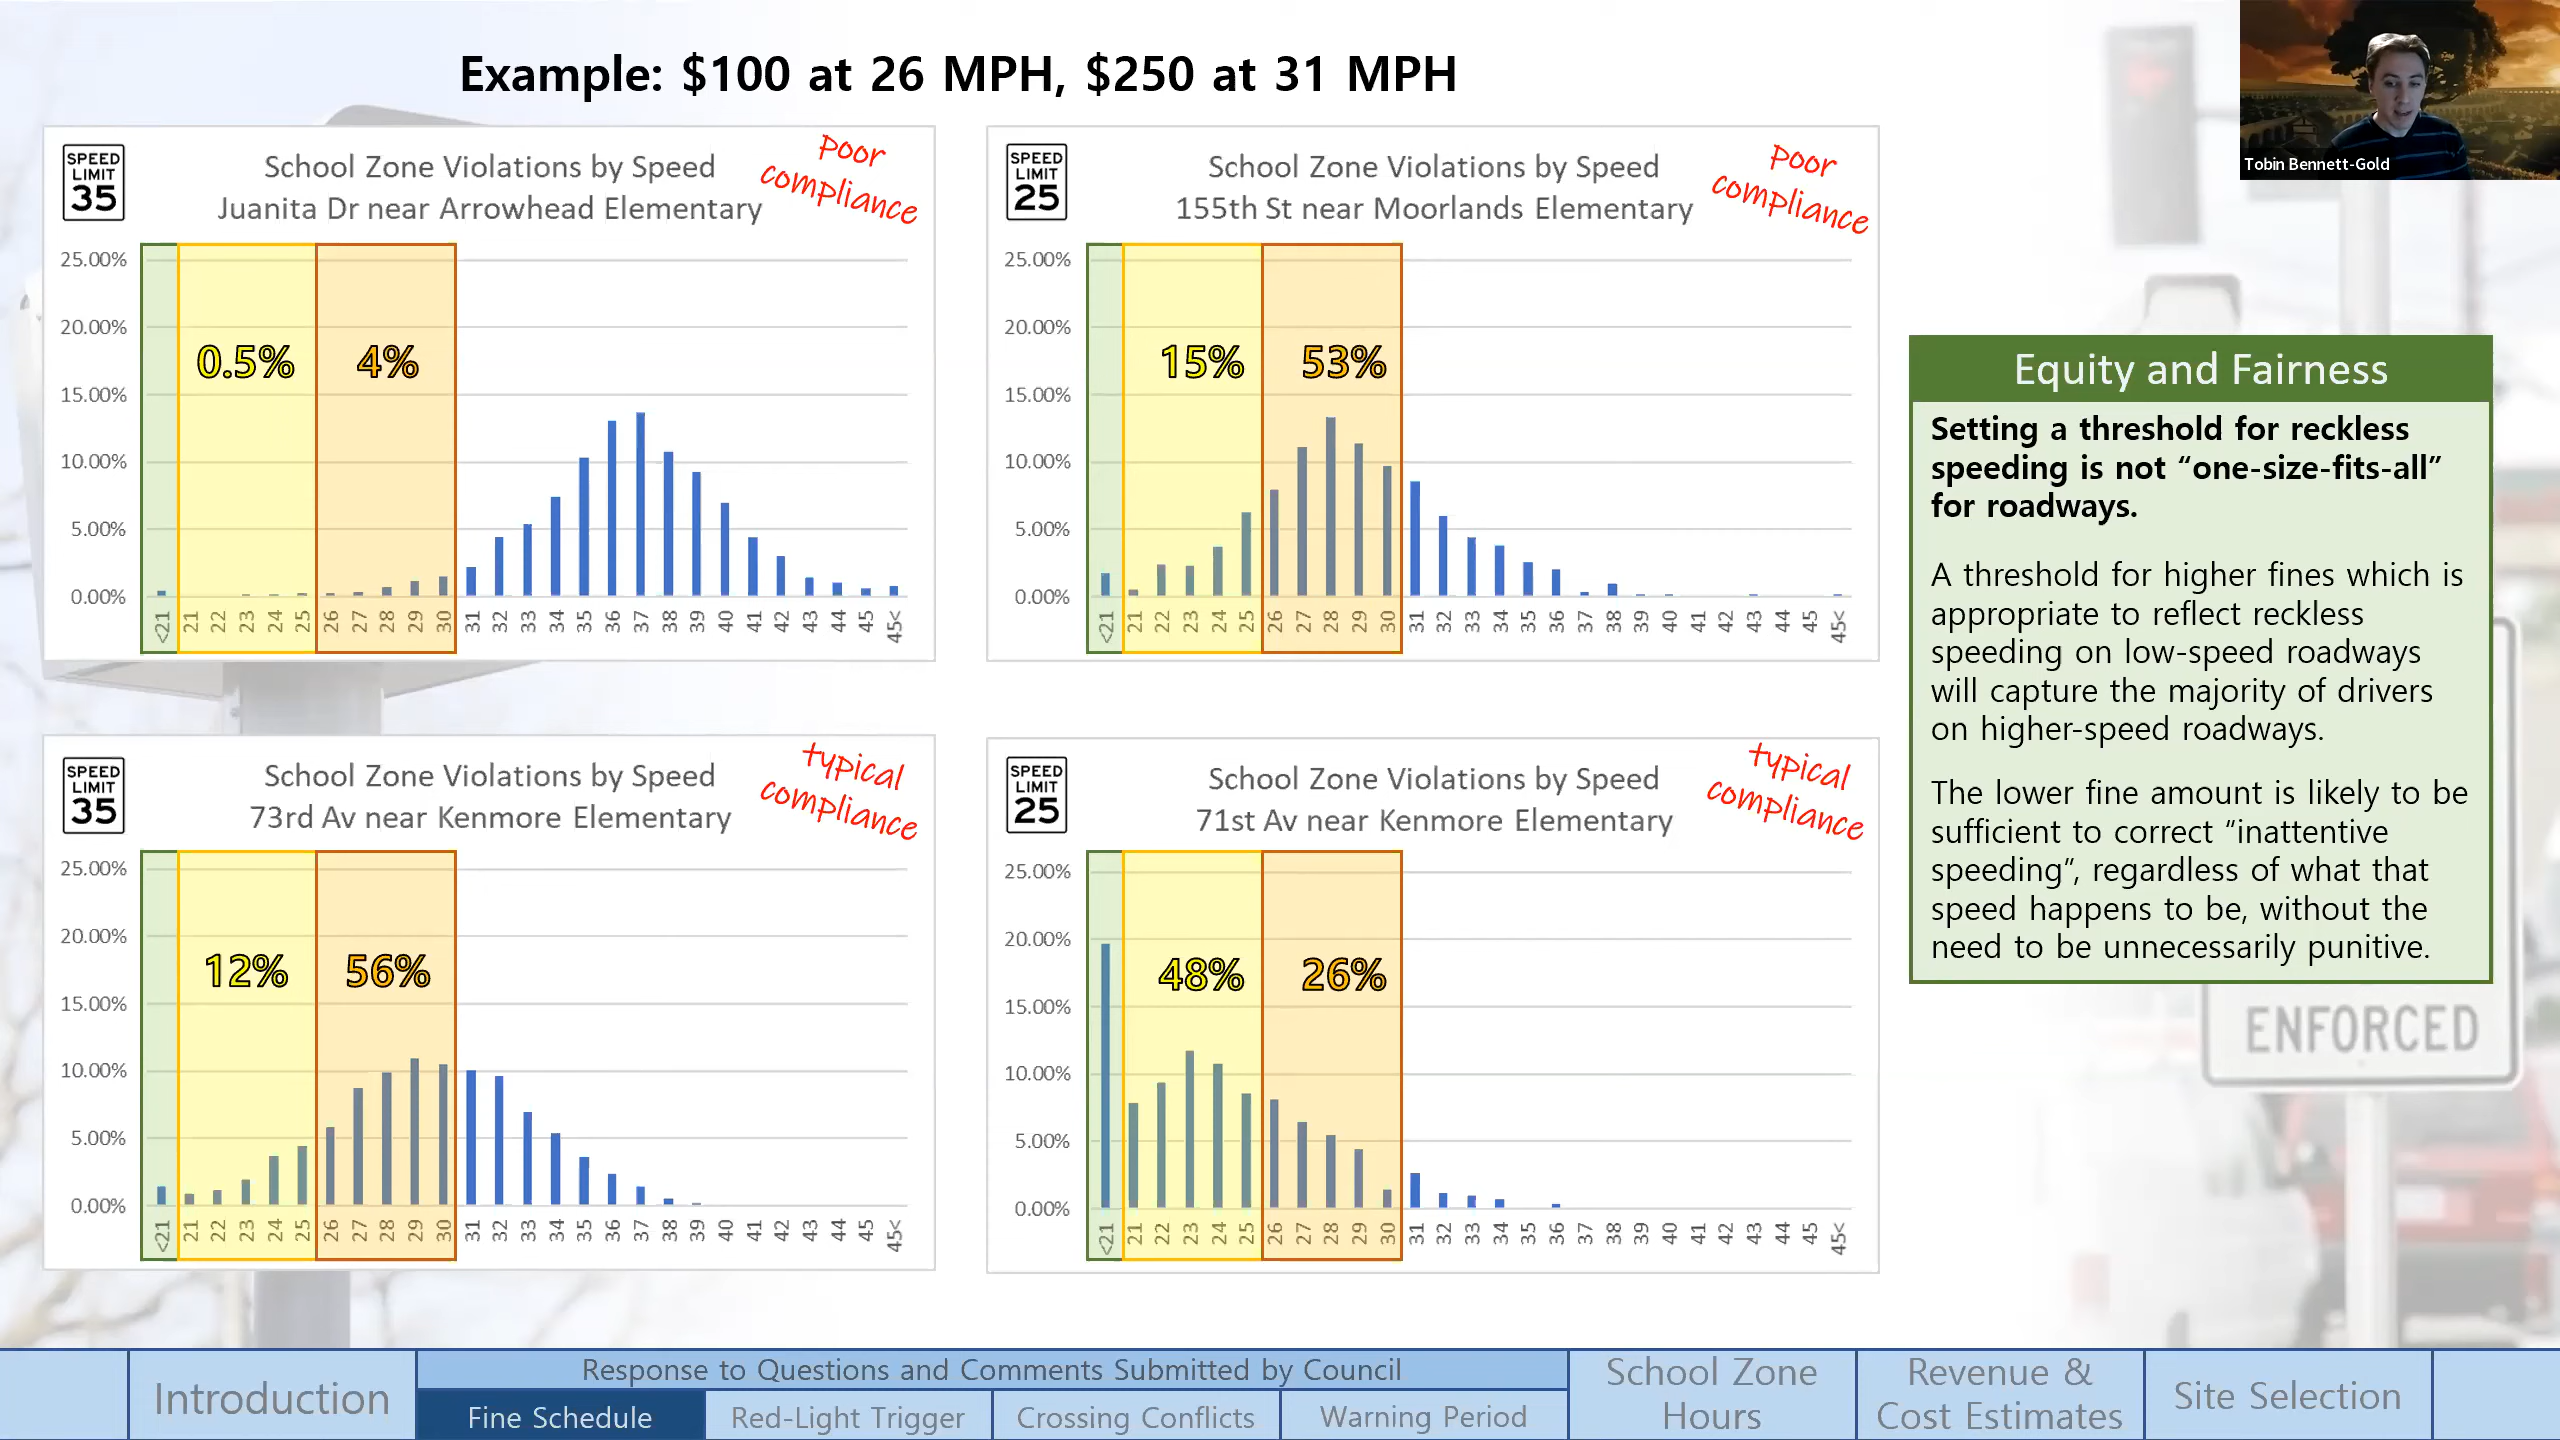 Example: $100 at 26 MPH, $250 at 31 MPH
Tobin Bennett-Gold
SPEED
LIMIT
35
School Zone Violations by Speed
Juanita Dr near Arrowhead Elementary
Poor
compliance
25.00%
20.00%
15.00%
10.00%
5.00%
0.00%
0.5%
4%
<21 21 22 23 24 25 26 27 28 29 30 31 32 33 34 35 36 37 38 39 40 41 42 43 44 45 45<
SPEED
LIMIT
25
School Zone Violations by Speed
155th St near Moorlands Elementary
Poor
compliance
25.00%
20.00%
15.00%
10.00%
5.00%
0.00%
15%
53%
<21 21 22 23 24 25 26 27 28 29 30 31 32 33 34 35 36 37 38 39 40 41 42 43 44 45 45<
SPEED
LIMIT
35
School Zone Violations by Speed
73rd Av near Kenmore Elementary
typical
compliance
25.00%
20.00%
15.00%
10.00%
5.00%
0.00%
12%
56%
<21 21 22 23 24 25 26 27 28 29 30 31 32 33 34 35 36 37 38 39 40 41 42 43 44 45 45<
SPEED
LIMIT
25
School Zone Violations by Speed
71st Av near Kenmore Elementary
typical
compliance
25.00%
20.00%
15.00%
10.00%
5.00%
0.00%
48%
26%
<21 21 22 23 24 25 26 27 28 29 30 31 32 33 34 35 36 37 38 39 40 41 42 43 44 45 45<
Equity and Fairness
Setting a threshold for reckless
speeding is not “one-size-fits-all”
for roadways.
A threshold for higher fines which is
appropriate to reflect reckless
speeding on low-speed roadways
will capture the majority of drivers
on higher-speed roadways.
The lower fine amount is likely to be
sufficient to correct “inattentive
speeding”, regardless of what that
speed happens to be, without the
need to be unnecessarily punitive.
ENFORCED
Introduction
Response to Questions and Comments Submitted by Council
Fine Schedule
Red-Light Trigger
Crossing Conflicts
Warning Period
School Zone
Hours
Revenue &
Cost Estimates
Site Selection